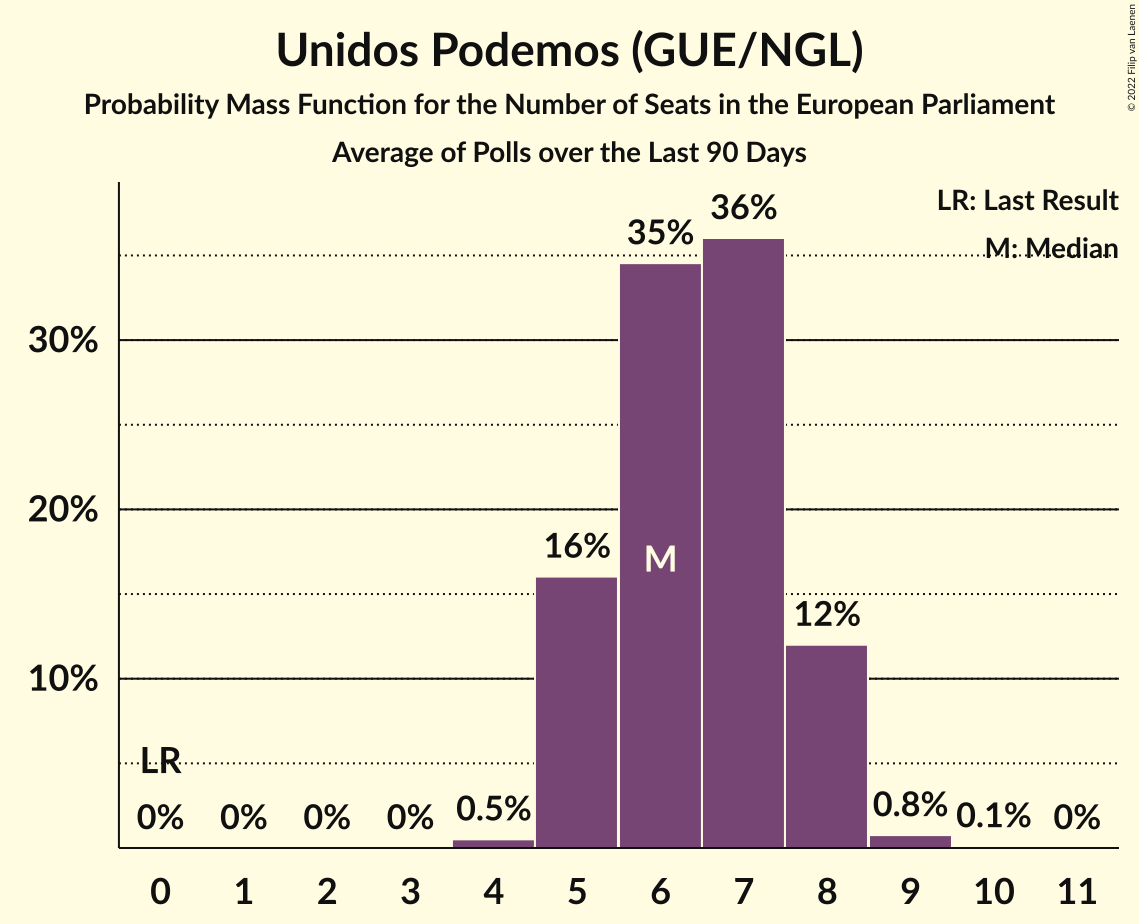 Unidos Podemos (GUE/NGL)
Probability Mass Function for the Number of Seats in the European Parliament
Average of Polls over the Last 90 Days
© 2022 Filip van Laenen
LR: Last Result
M: Median
36%
35%
30%
20%
16%
M
12%
10%
LR
0% 0% 0% 0% 0.5% 0.8% 0.1% 0%
0 1 2 3 4 5 6 7 8 9 10 11